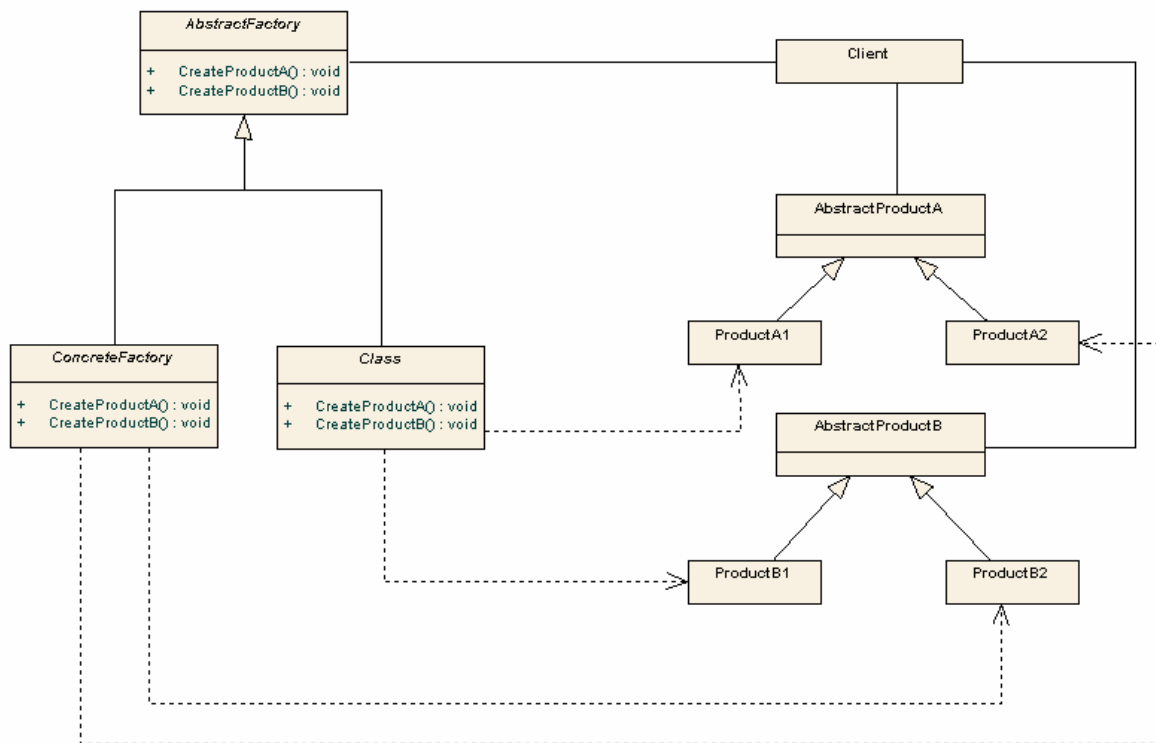 AbstractFactory
+ CreateProductA() : void
+ CreateProductB() : void
Client
AbstractProductA
ProductA1
ProductA2
ConcreteFactory
+ CreateProductA() : void
+ CreateProductB() : void
Class
+ CreateProductA() : void
+ CreateProductB() : void
AbstractProductB
ProductB1
ProductB2